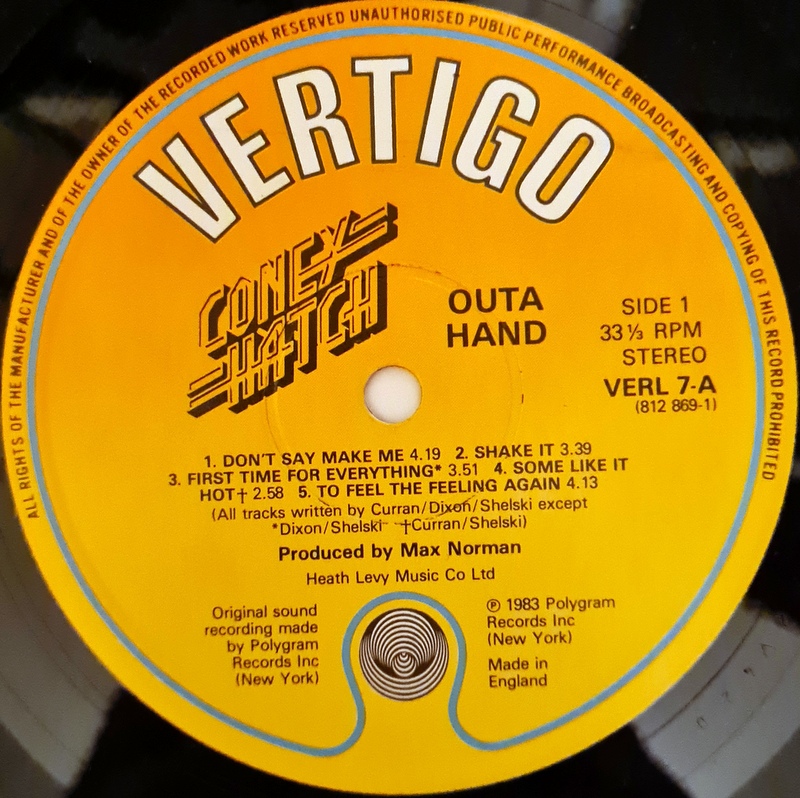 ALL RIGHTS OF THE MANUFACTURER AND OF THE OWNER OF THE RECORDED WORK RESERVED UNAUTHORISED PUBLIC PERFORMANCE BROADCASTING AND COPYING OF THIS RECORD PROHIBITED
VERTIGO
CONEY
HATCH
OUTA
HAND
SIDE 1
33 ⅓ RPM
STEREO
VERL 7-A
(812 869-1)
1. DON'T SAY MAKE ME 4.19 2. SHAKE IT 3.39
3. FIRST TIME FOR EVERYTHING* 3.51 4. SOME LIKE IT
HOT† 2.58 5. TO FEEL THE FEELING AGAIN 4.13
(All tracks written by Curran/Dixon/Shelski except
*Dixon/Shelski †Curran/Shelski)
Produced by Max Norman
Heath Levy Music Co Ltd
Original sound
recording made
by Polygram
Records Inc
(New York)
℗ 1983 Polygram
Records Inc
(New York)
Made in
England